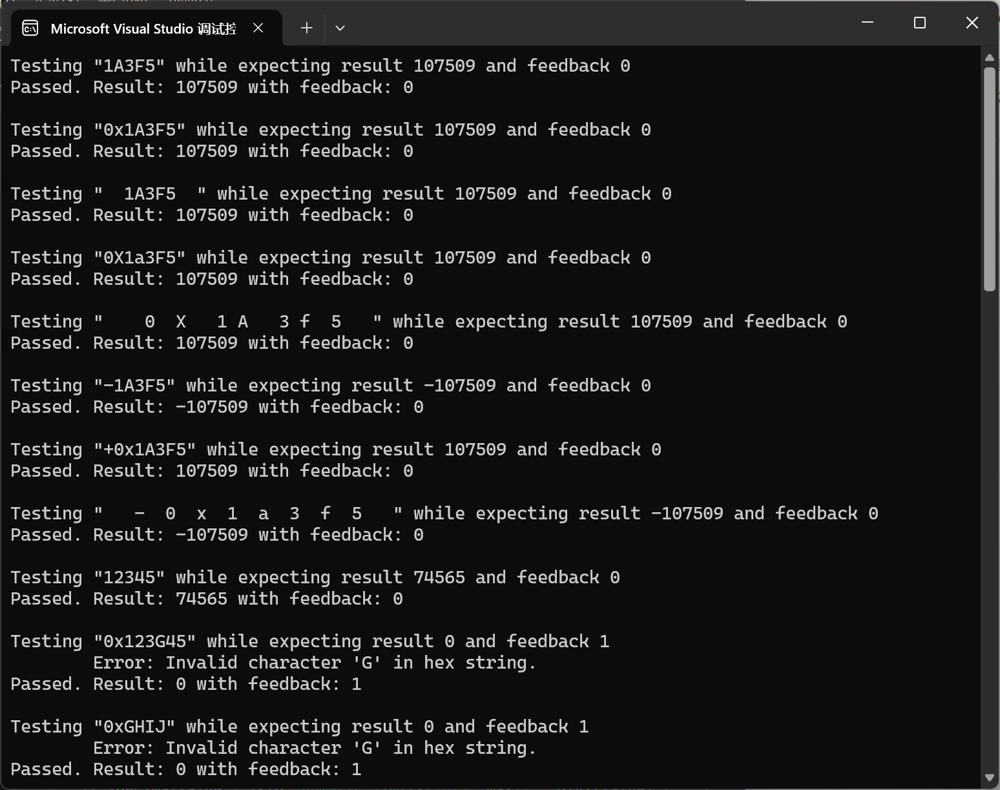 Microsoft Visual Studio 调试控
Testing "1A3F5" while expecting result 107509 and feedback 0
Passed. Result: 107509 with feedback: 0
Testing "0x1A3F5" while expecting result 107509 and feedback 0
Passed. Result: 107509 with feedback: 0
Testing "  1A3F5  " while expecting result 107509 and feedback 0
Passed. Result: 107509 with feedback: 0
Testing "0X1a3F5" while expecting result 107509 and feedback 0
Passed. Result: 107509 with feedback: 0
Testing "    0  X   1 A   3 f  5   " while expecting result 107509 and feedback 0
Passed. Result: 107509 with feedback: 0
Testing "-1A3F5" while expecting result -107509 and feedback 0
Passed. Result: -107509 with feedback: 0
Testing "+0x1A3F5" while expecting result 107509 and feedback 0
Passed. Result: 107509 with feedback: 0
Testing "   -  0  x  1  a  3  f  5   " while expecting result -107509 and feedback 0
Passed. Result: -107509 with feedback: 0
Testing "12345" while expecting result 74565 and feedback 0
Passed. Result: 74565 with feedback: 0
Testing "0x123G45" while expecting result 0 and feedback 1
        Error: Invalid character 'G' in hex string.
Passed. Result: 0 with feedback: 1
Testing "0xGHIJ" while expecting result 0 and feedback 1
        Error: Invalid character 'G' in hex string.
Passed. Result: 0 with feedback: 1